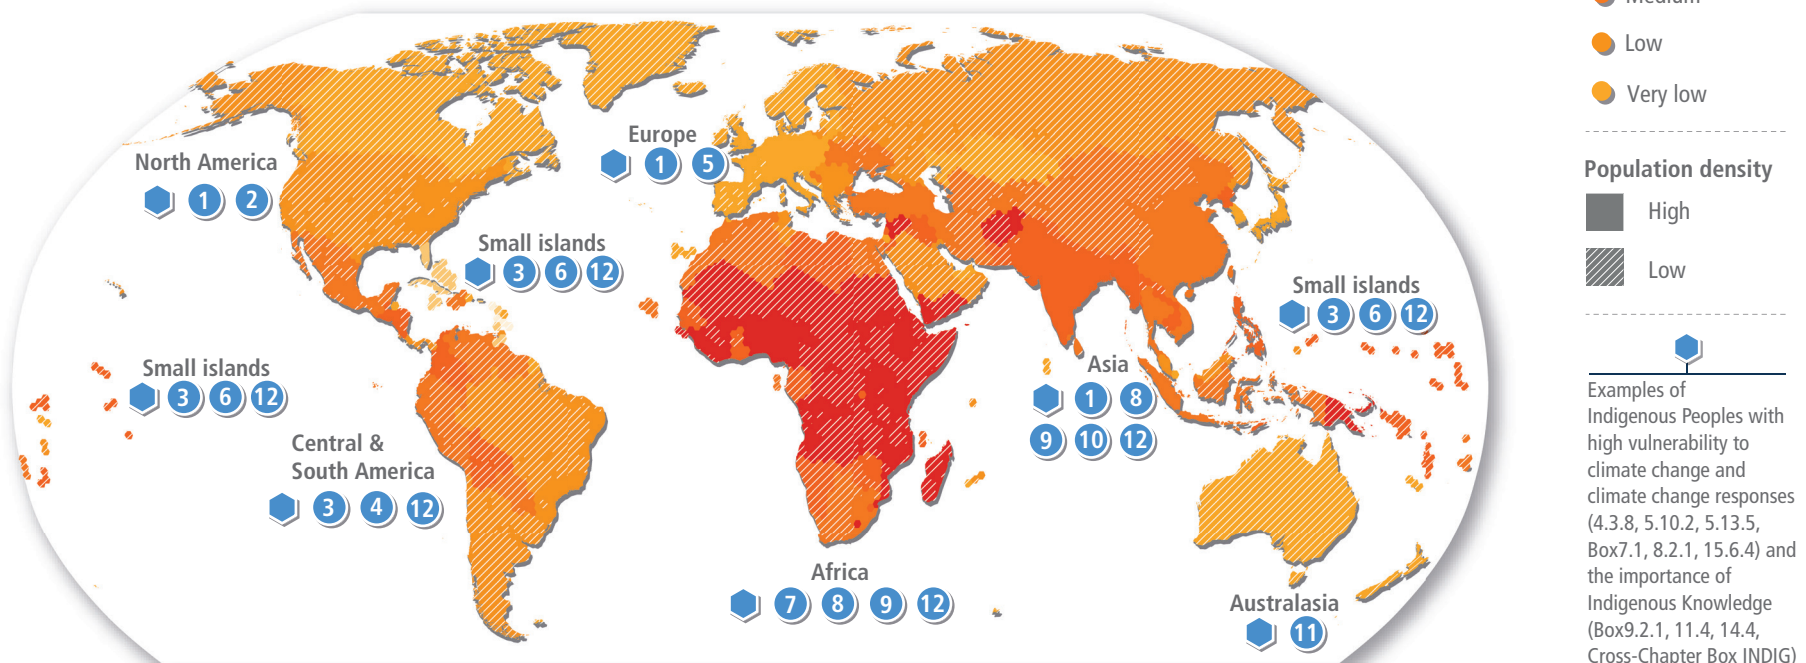 Medium
Low
Very low
Population density
High
Low
Examples of
Indigenous Peoples with
high vulnerability to
climate change and
climate change responses
(4.3.8, 5.10.2, 5.13.5,
Box7.1, 8.2.1, 15.6.4) and
the importance of
Indigenous Knowledge
(Box9.2.1, 11.4, 14.4,
Cross-Chapter Box INDIG)
Europe
1 5
North America
1 2
Small islands
3 6 12
Small islands
3 6 12
Small islands
3 6 12
Asia
1 8
9 10 12
Central &
South America
3 4 12
Africa
7 8 9 12
Australasia
11